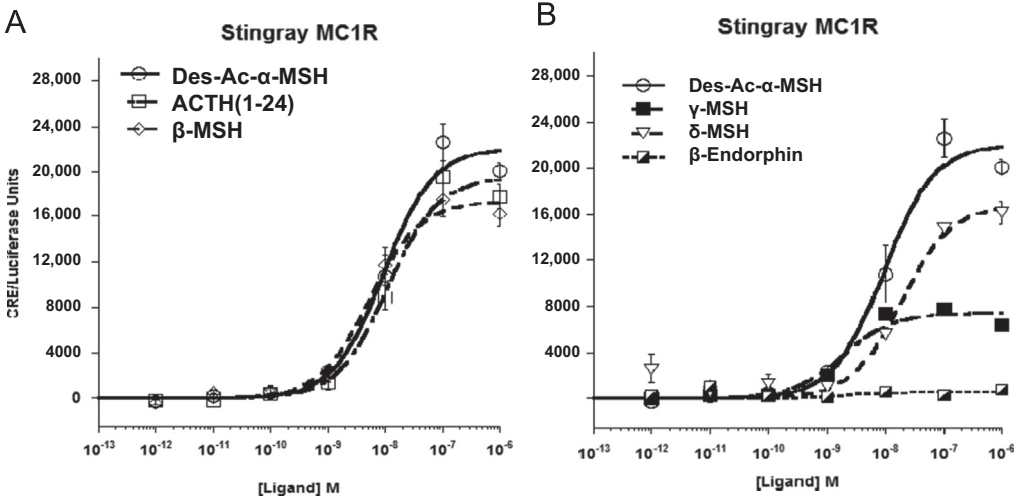 A
Stingray MC1R
28,000
24,000
20,000
16,000
12,000
8000
4000
0
CRE/Luciferase Units
Des-Ac-α-MSH
ACTH(1-24)
β-MSH
10-13
10-12
10-11
10-10
10-9
10-8
10-7
10-6
[Ligand] M
B
Stingray MC1R
28,000
24,000
20,000
16,000
12,000
8000
4000
0
Des-Ac-α-MSH
γ-MSH
δ-MSH
β-Endorphin
10-13
10-12
10-11
10-10
10-9
10-8
10-7
10-6
[Ligand] M